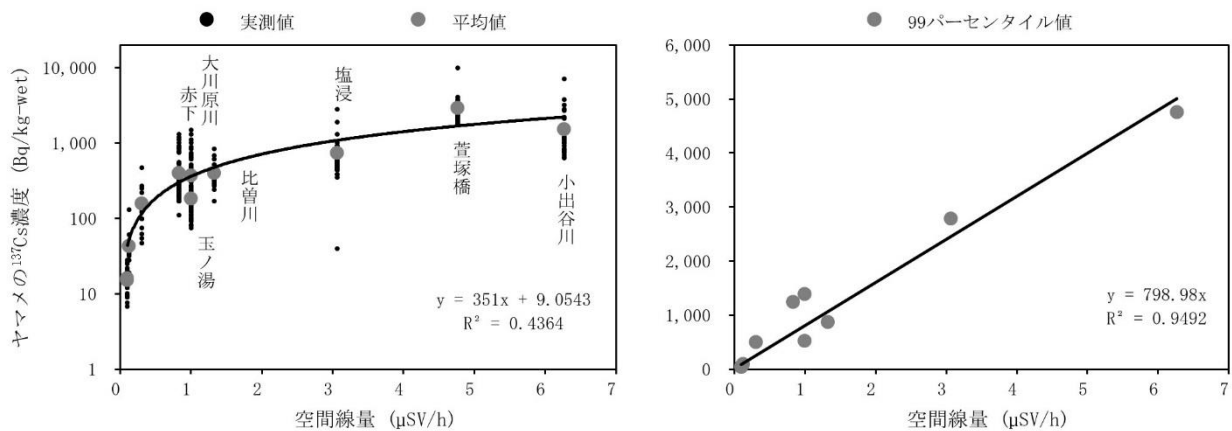 実測値
平均値
ヤマメの¹³⁷Cs濃度 (Bq/kg-wet)
10,000
1,000
100
10
1
赤下
大川原川
塩浸
比曽川
玉ノ湯
萱塚橋
小出谷川
y = 351x + 9.0543
R² = 0.4364
0 1 2 3 4 5 6 7
空間線量 (μSV/h)
99パーセンタイル値
6,000
5,000
4,000
3,000
2,000
1,000
0
y = 798.98x
R² = 0.9492
0 1 2 3 4 5 6 7
空間線量 (μSV/h)